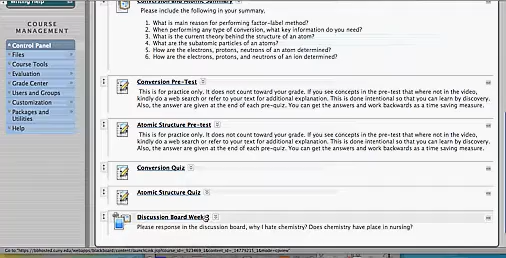 Writing Help
COURSE
MANAGEMENT
Control Panel
Files
Course Tools
Evaluation
Grade Center
Users and Groups
Customization
Packages and
Utilities
Help
Conversion and Atomic Summary
Please include the following in your summary.
1. What is main reason for performing factor-label method?
2. When performing any type of conversion, what key information do you need?
3. What is the current theory behind the structure of an atom?
4. What are the subatomic particles of an atoms?
5. How are the electrons, protons, neutrons of an atom determined?
6. How are the electrons, protons, and neutrons of an ion determined?
Conversion Pre-Test
This is for practice only. It does not count toward your grade. If you see concepts in the pre-test that where not in the video,
kindly do a web search or refer to your text for additional explanation. This is done intentional so that you can learn by discovery.
Also, the answer are given at the end of each pre-quiz. You can get the answers and work backwards as a time saving measure.
Atomic Structure Pre-test
This is for practice only. It does not count toward your grade. If you see concepts in the pre-test that where not in the video,
kindly do a web search or refer to your text for additional explanation. This is done intentional so that you can learn by discovery.
Also, the answer are given at the end of each pre-quiz. You can get the answers and work backwards as a time saving measure.
Conversion Quiz
Atomic Structure Quiz
Discussion Board Week
Please response in the discussion board, why I hate chemistry? Does chemistry have place in nursing?